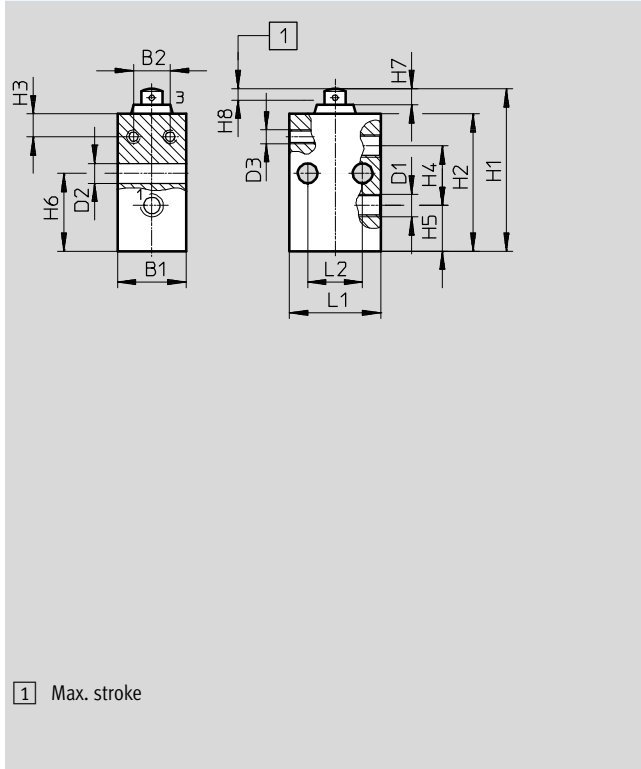 1
B2
H7
H3
3
H8
D3
D1
H4
H2
H1
D2
1
H6
H5
B1
L2
L1
1 Max. stroke